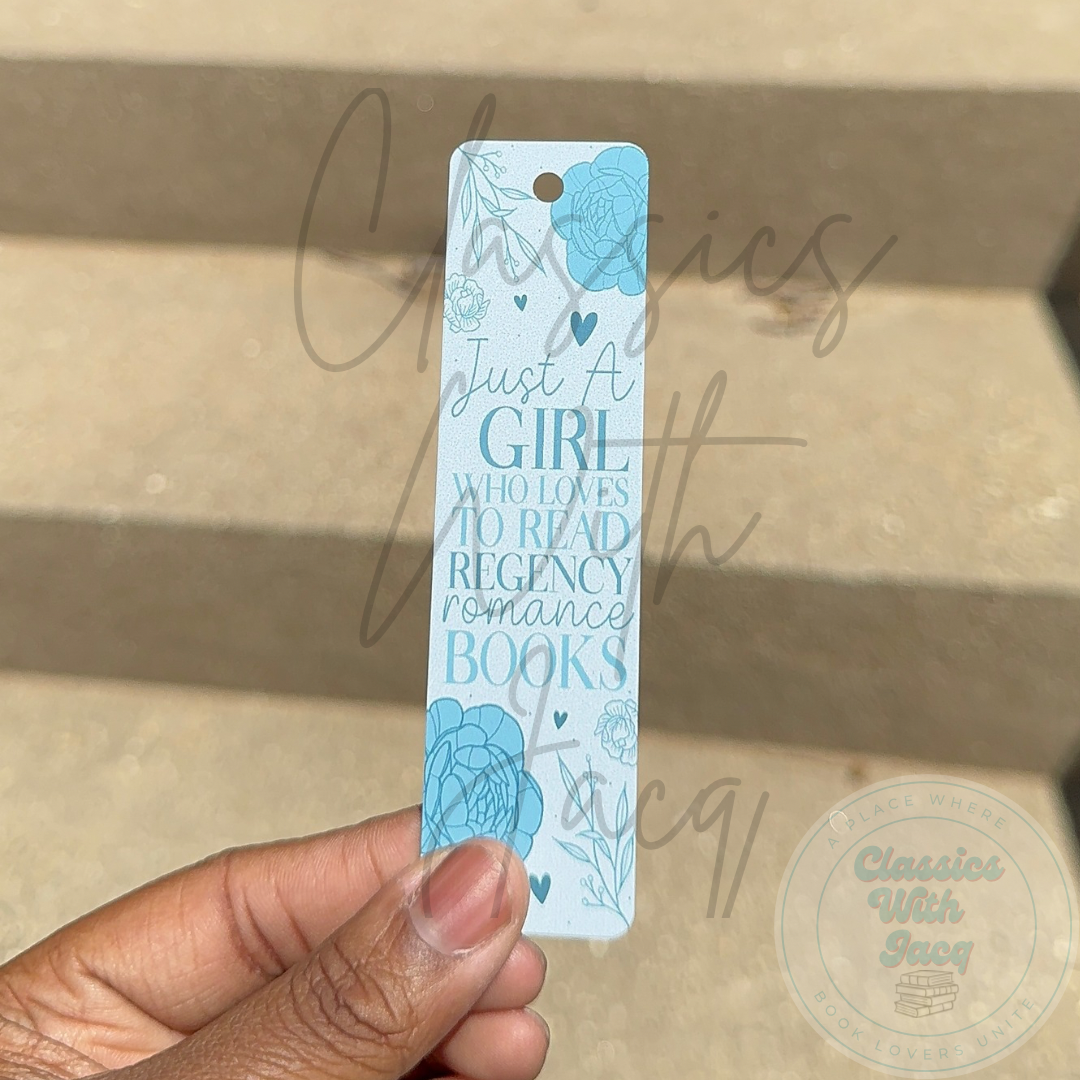 Just A
GIRL
WHO LOVES
TO READ
REGENCY
romance
BOOKS
Classics
With
Jacq
A PLACE WHERE
Classics
With
Jacq
BOOK LOVERS UNITE